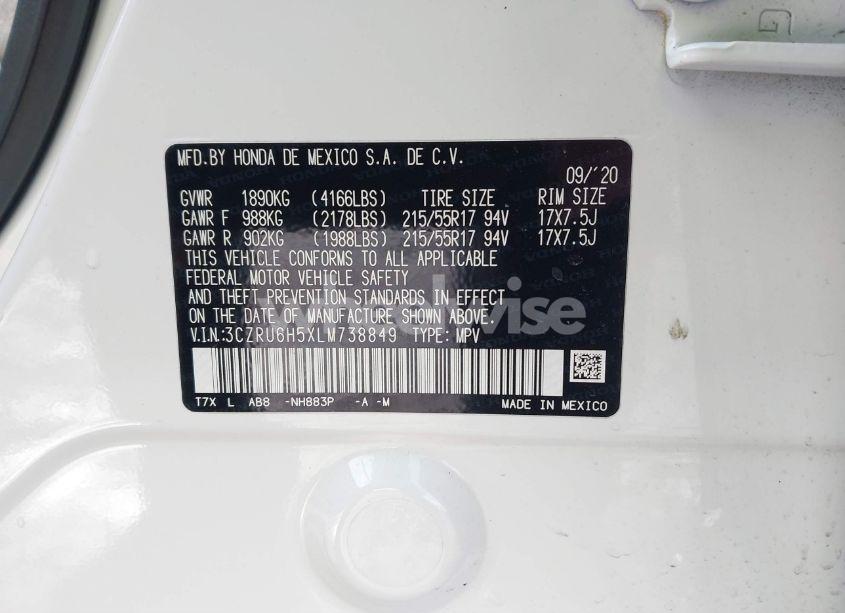 MFD.BY HONDA DE MEXICO S.A. DE C.V.
09/´20
GVWR 1890KG (4166LBS) TIRE SIZE RIM SIZE
GAWR F 988KG (2178LBS) 215/55R17 94V 17X7.5J
GAWR R 902KG (1988LBS) 215/55R17 94V 17X7.5J
THIS VEHICLE CONFORMS TO ALL APPLICABLE
FEDERAL MOTOR VEHICLE SAFETY
AND THEFT PREVENTION STANDARDS IN EFFECT
ON THE DATE OF MANUFACTURE SHOWN ABOVE.
V.I.N:3CZRU6H5XLM738849 TYPE: MPV
T7X L AB8 -NH883P -A -M
MADE IN MEXICO